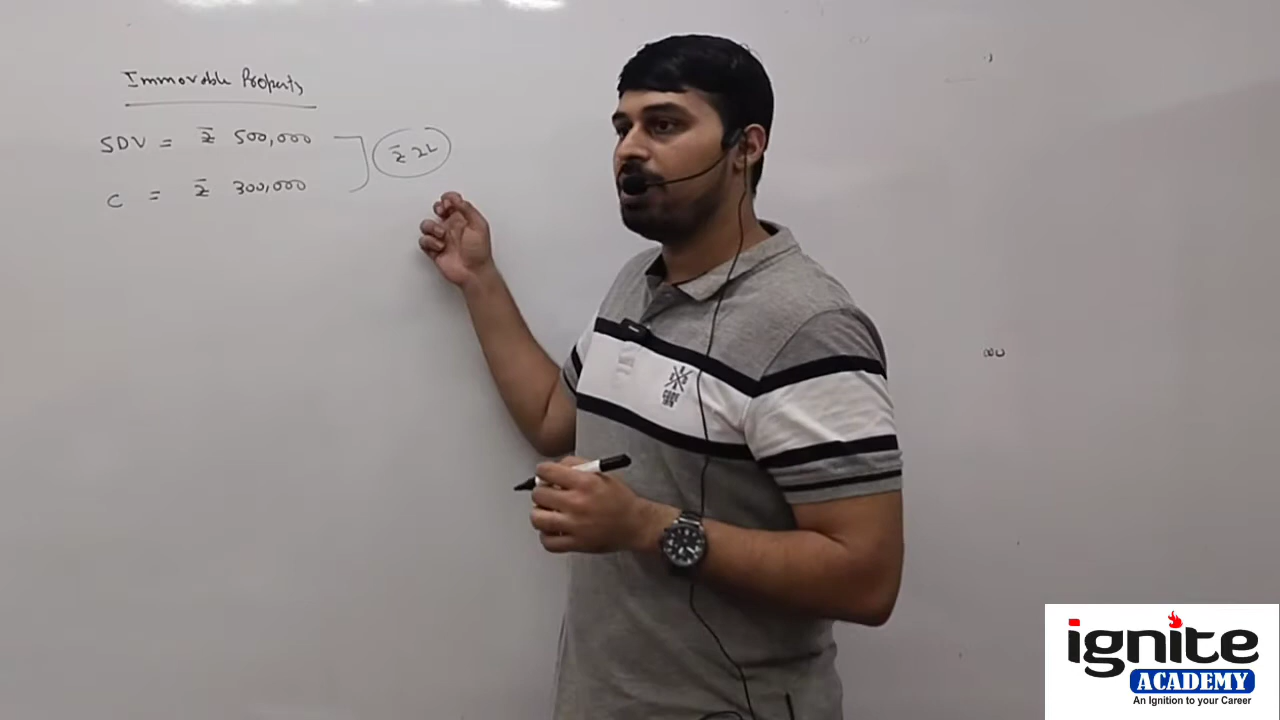 Immovable Property
SDV = ₹ 500,000
₹ 2L
C = ₹ 300,000
ignite
ACADEMY
An Ignition to your Career